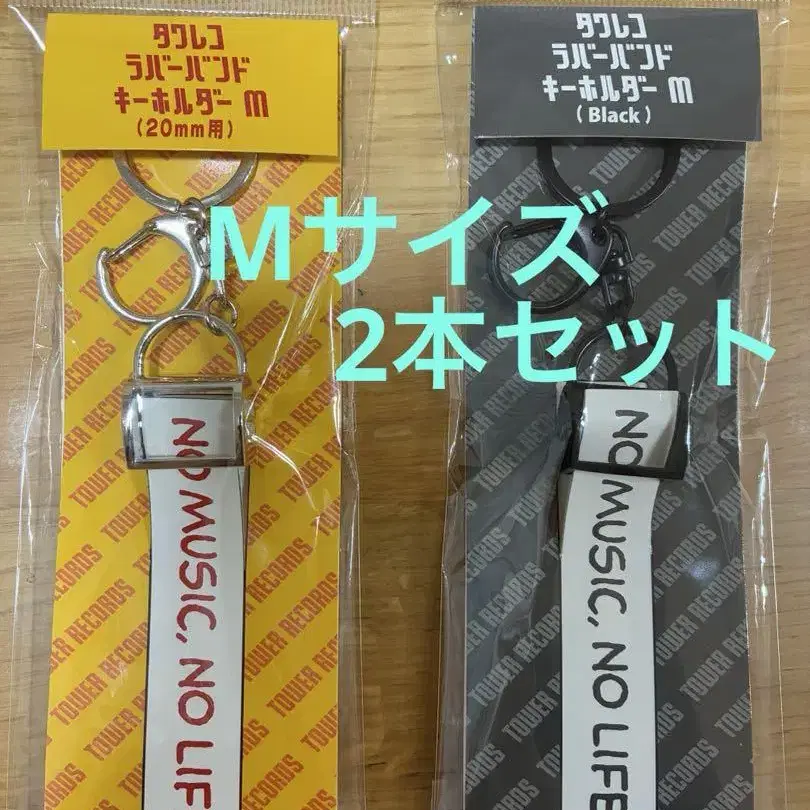 タワレコ
ラバーバンド
キーホルダー M
(20mm用)
タワレコ
ラバーバンド
キーホルダー M
(Black)
Mサイズ
2本セット
NO MUSIC, NO LIFE
NO MUSIC, NO LIFE
TOWER RECORDS
TOWER RECORDS